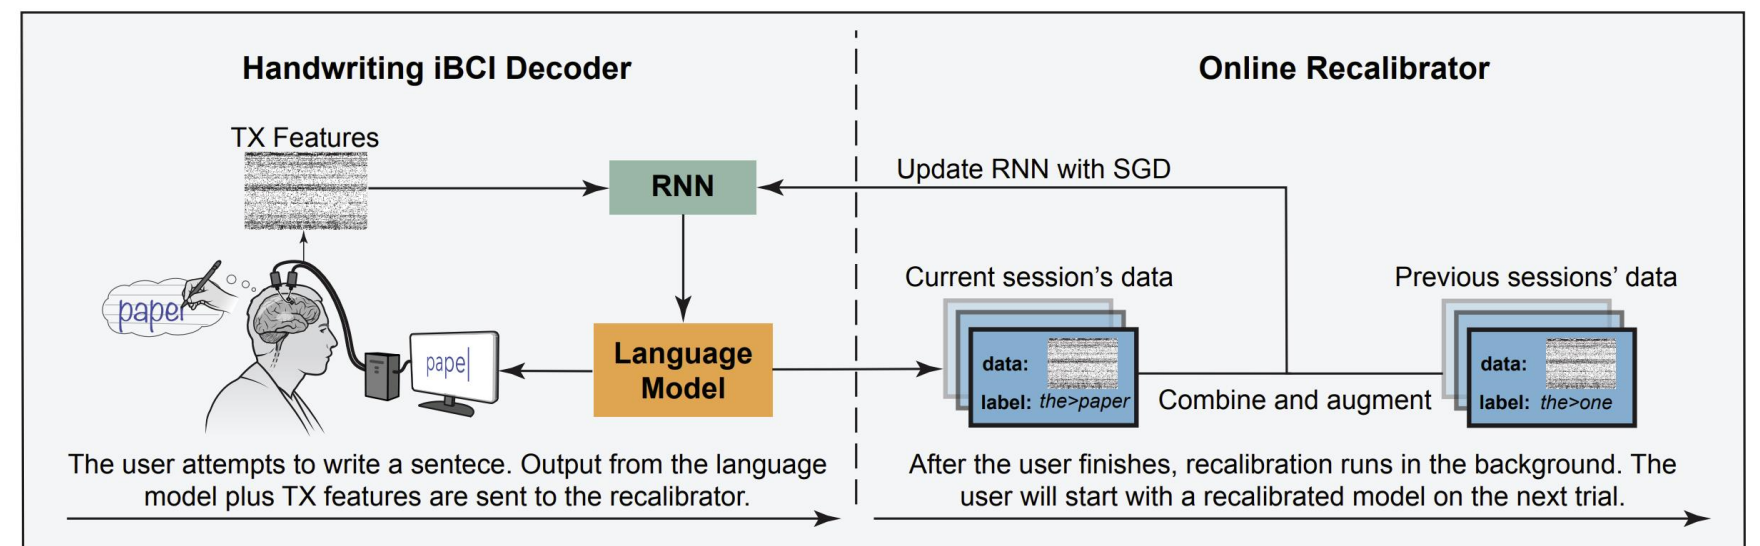 Handwriting iBCI Decoder
TX Features
RNN
paper
pape
Language
Model
The user attempts to write a sentece. Output from the language
model plus TX features are sent to the recalibrator.
Online Recalibrator
Update RNN with SGD
Current session's data
data:
label: the>paper
Combine and augment
Previous sessions' data
data:
label: the>one
After the user finishes, recalibration runs in the background. The
user will start with a recalibrated model on the next trial.